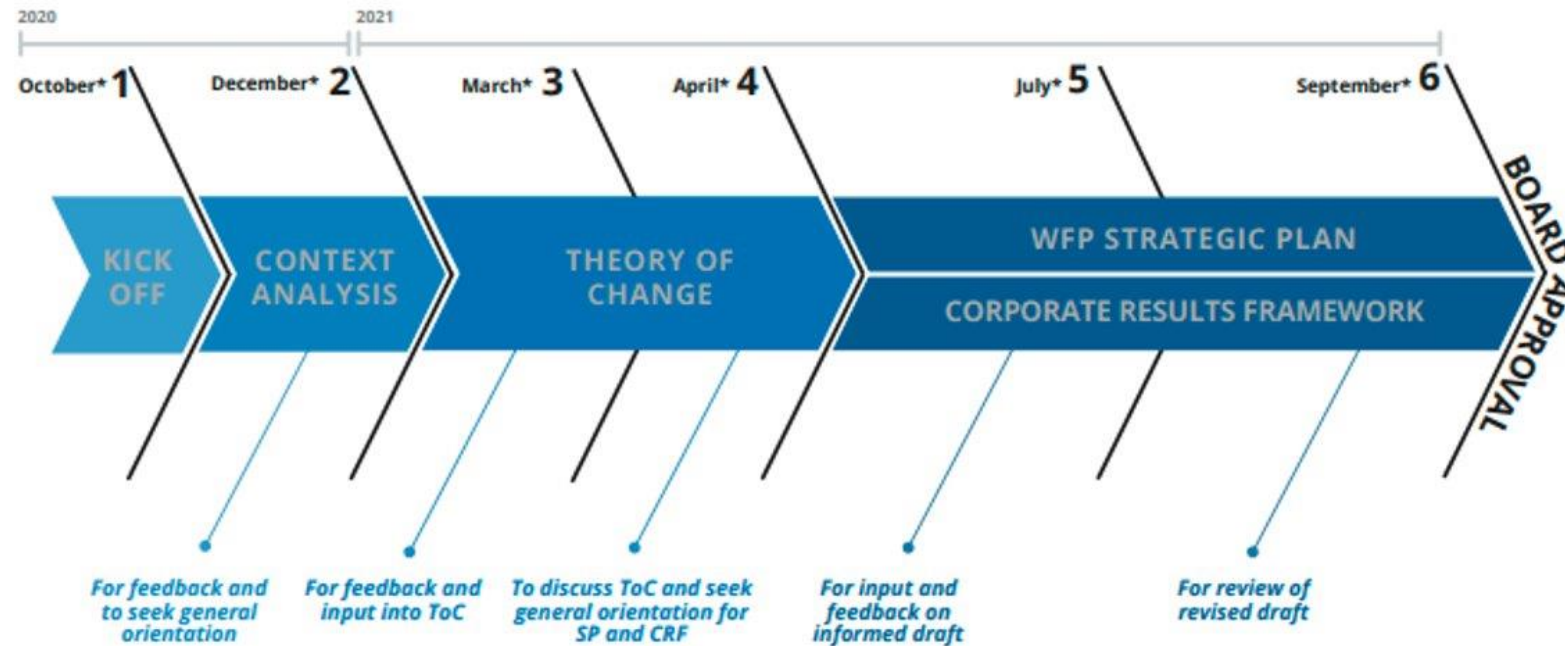 2020
2021
October* 1
December* 2
March* 3
April* 4
July* 5
September* 6
KICK
OFF
CONTEXT
ANALYSIS
THEORY OF
CHANGE
WFP STRATEGIC PLAN
CORPORATE RESULTS FRAMEWORK
BOARD APPROVAL
For feedback and
to seek general
orientation
For feedback and
input into ToC
To discuss ToC and seek
general orientation for
SP and CRF
For input and
feedback on
informed draft
For review of
revised draft